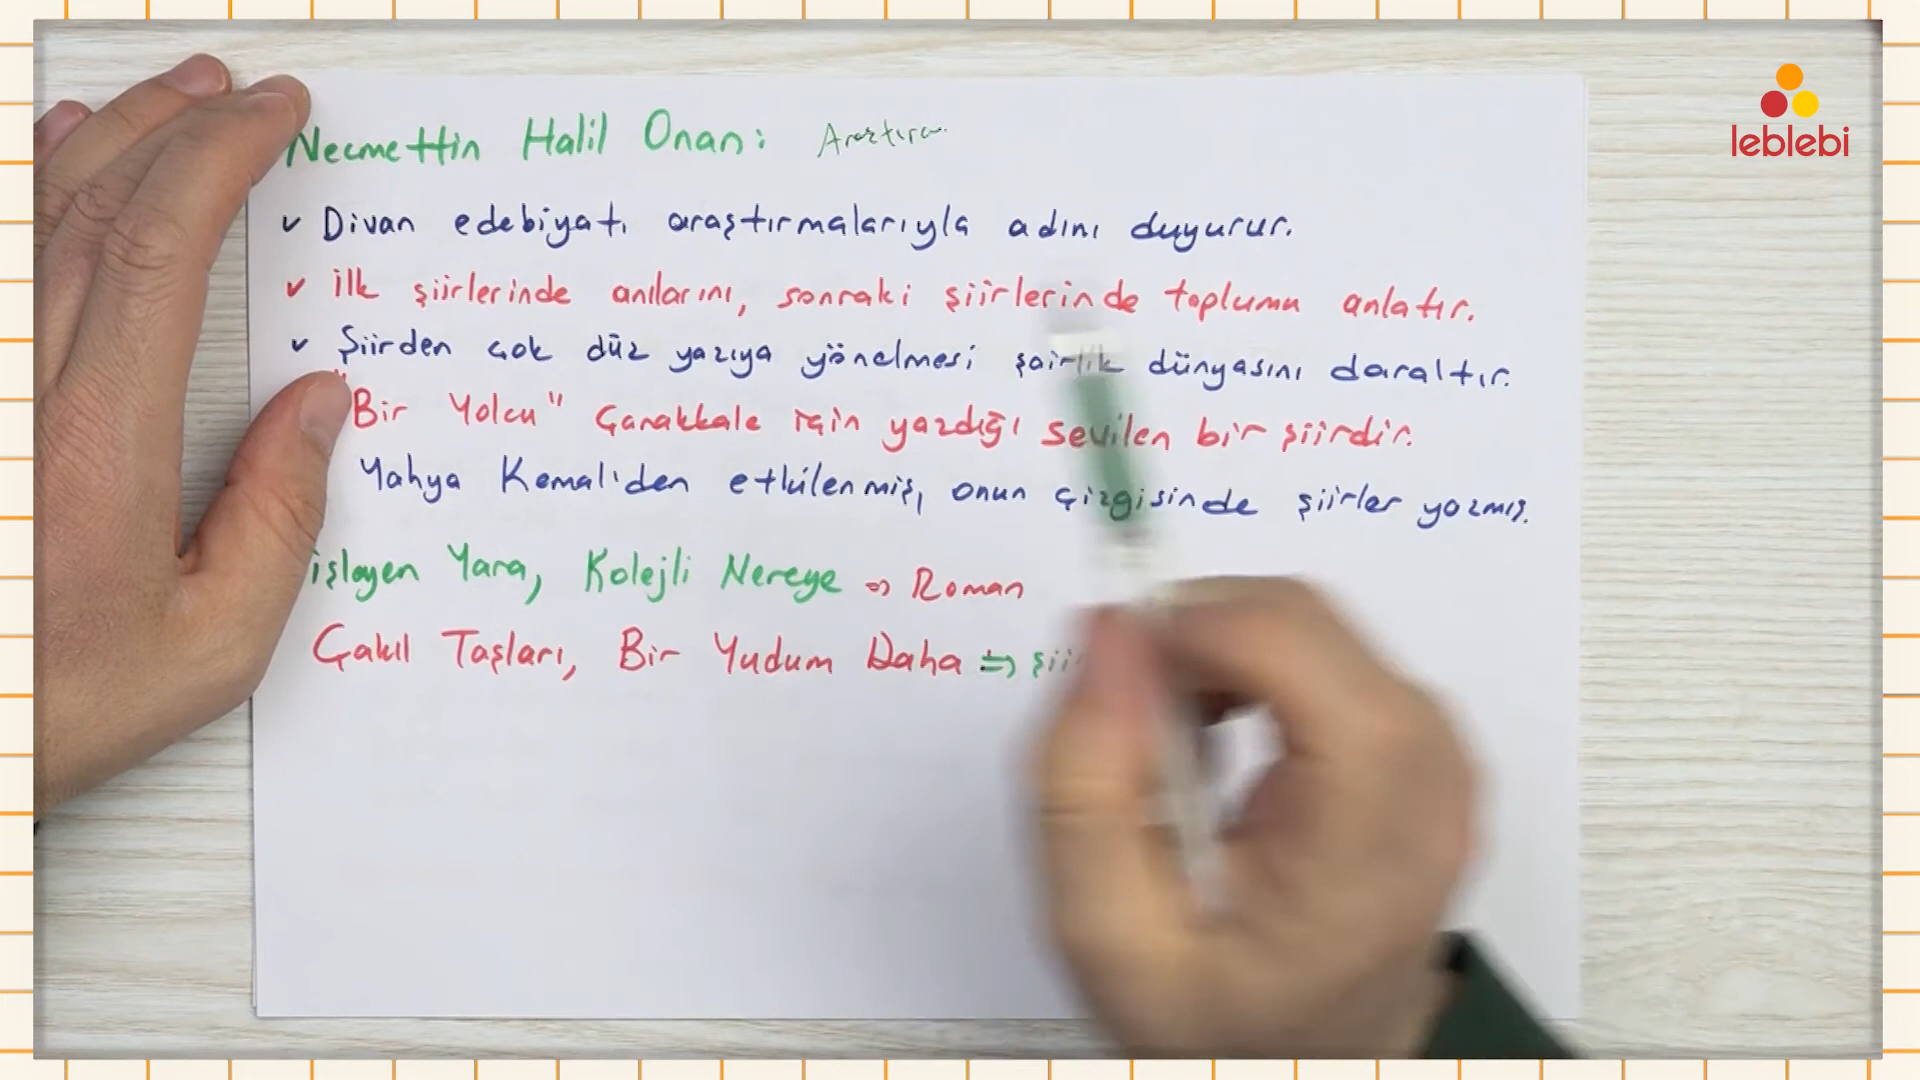 leblebi
Necmettin Halil Onan:
✓ Divan edebiyatı araştırmalarıyla adını duyurur.
✓ İlk şiirlerinde anılarını, sonraki şiirlerinde toplumu anlatır.
✓ Şiirden çok düz yazıya yönelmesi şairlik dünyasını daraltır.
"Bir Yolcu" Çanakkale için yazdığı sevilen bir şiirdir.
Yahya Kemal'den etkilenmiş, onun çizgisinde şiirler yazmış.
işleyen Yara, Kolejli Nereye ⇒ Roman
Çakıl Taşları, Bir Yudum Daha ⇒